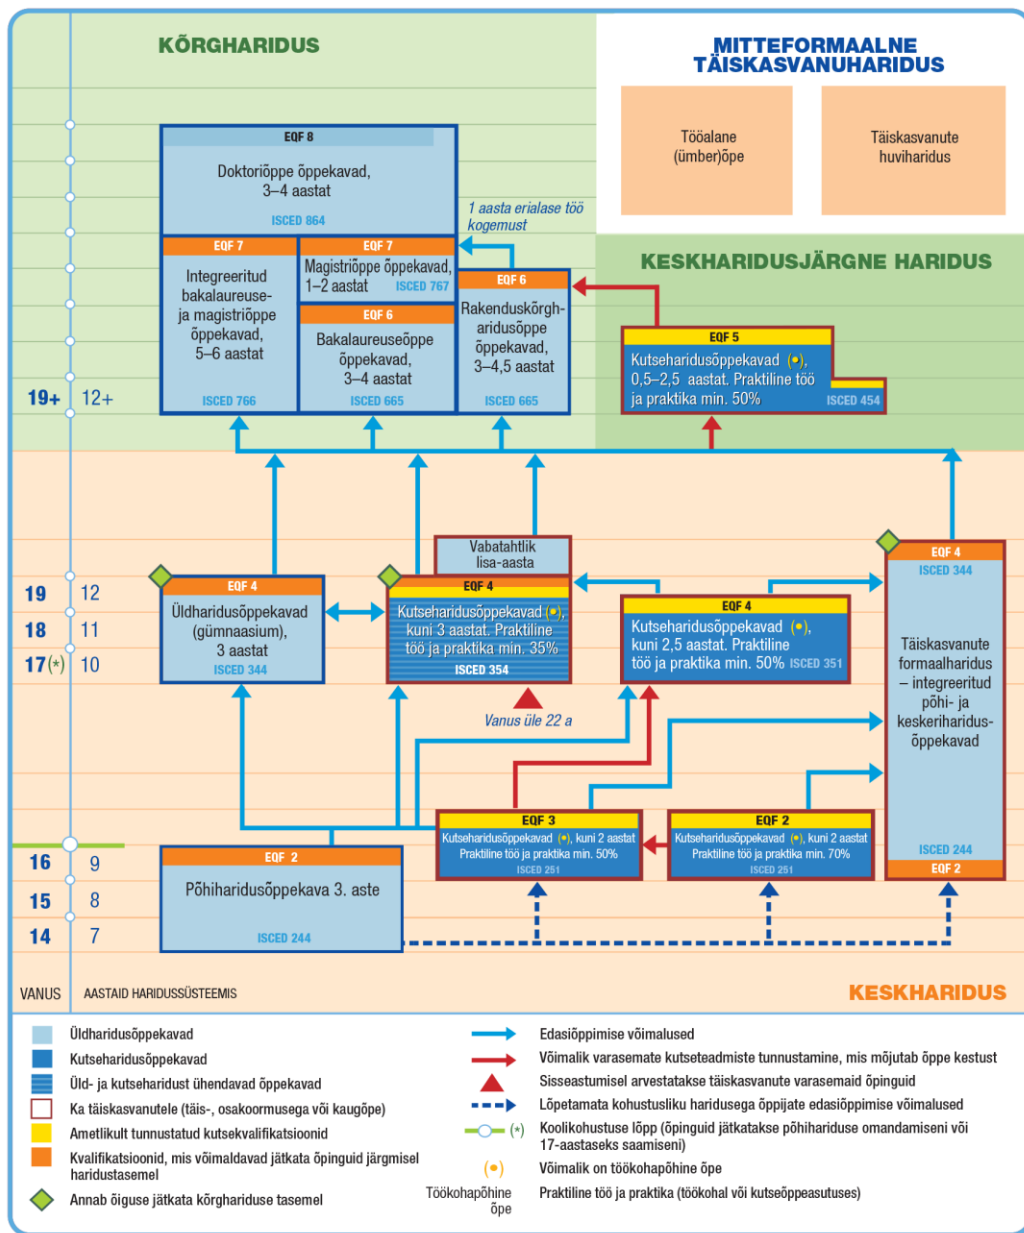 KÕRGHARIDUS
MITTEFORMAALNE
TÄISKASVANUHARIDUS
Tööalane
(ümber)õpe
Täiskasvanute
huviharidus
EQF 8
Doktoriõppe õppekavad,
3–4 aastat
ISCED 864
1 aasta erialase töö
kogemust
EQF 7
Integreeritud
bakalaureuse-
ja magistriõppe
õppekavad,
5–6 aastat
ISCED 766
EQF 7
Magistriõppe õppekavad,
1–2 aastat ISCED 767
EQF 6
Bakalaureuseõppe
õppekavad,
3–4 aastat
ISCED 665
EQF 6
Rakenduskõrgh-
aridusõppe
õppekavad,
3–4,5 aastat
ISCED 665
KESKHARIDUSJÄRGNE HARIDUS
EQF 5
Kutseharidusõppekavad (•),
0,5–2,5 aastat. Praktiline töö
ja praktika min. 50%
ISCED 454
19+ 12+
Vabatahtlik
lisa-aasta
EQF 4
Üldharidusõppekavad
(gümnaasium),
3 aastat
ISCED 344
EQF 4
Kutseharidusõppekavad (•),
kuni 3 aastat. Praktiline
töö ja praktika min. 35%
ISCED 354
Vanus üle 22 a
EQF 4
Kutseharidusõppekavad (•),
kuni 2,5 aastat. Praktiline
töö ja praktika min. 50% ISCED 351
EQF 4
ISCED 344
Täiskasvanute
formaalharidus
– integreeritud
põhi- ja
keskeriharidus-
õppekavad
ISCED 244
EQF 2
19 12
18 11
17(*) 10
EQF 3
Kutseharidusõppekavad (•), kuni 2 aastat
Praktiline töö ja praktika min. 50%
ISCED 251
EQF 2
Kutseharidusõppekavad (•), kuni 2 aastat
Praktiline töö ja praktika min. 70%
ISCED 251
EQF 2
Põhiharidusõppekava 3. aste
ISCED 244
16 9
15 8
14 7
VANUS AASTAID HARIDUSSÜSTEEMIS
KESKHARIDUS
Üldharidusõppekavad
Kutseharidusõppekavad
Üld- ja kutseharidust ühendavad õppekavad
Ka täiskasvanutele (täis-, osakoormusega või kaugõpe)
Ametlikult tunnustatud kutsekvalifikatsioonid
Kvalifikatsioonid, mis võimaldavad jätkata õpinguid järgmisel
haridustasemel
Annab õiguse jätkata kõrghariduse tasemel
Edasiõppimise võimalused
Võimalik varasemate kutseteadmiste tunnustamine, mis mõjutab õppe kestust
Sisseastumisel arvestatakse täiskasvanute varasemaid õpinguid
Lõpetamata kohustusliku haridusega õppijate edasiõppimise võimalused
(*) Koolikohustuse lõpp (õpinguid jätkatakse põhihariduse omandamiseni või
17-aastaseks saamiseni)
(•) Võimalik on töökohapõhine õpe
Töökohapõhine
õpe
Praktiline töö ja praktika (töökohal või kutseõppeasutuses)